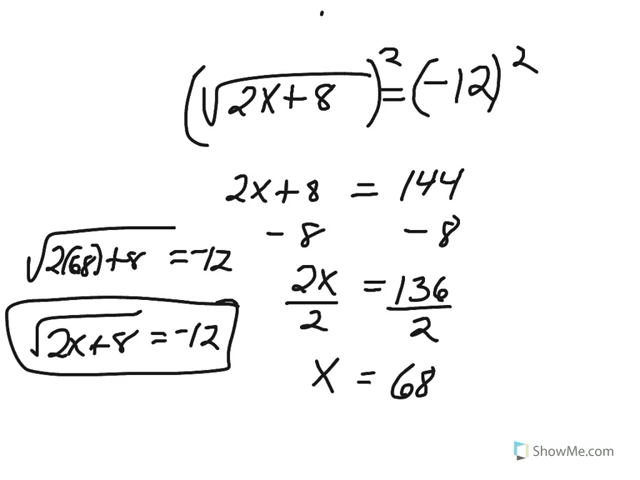 (√2x+8)² = (-12)²
2x+8 = 144
-8 -8
2x/2 = 136/2
x = 68
√2(68)+8 = -12
√2x+8 = -12
ShowMe.com